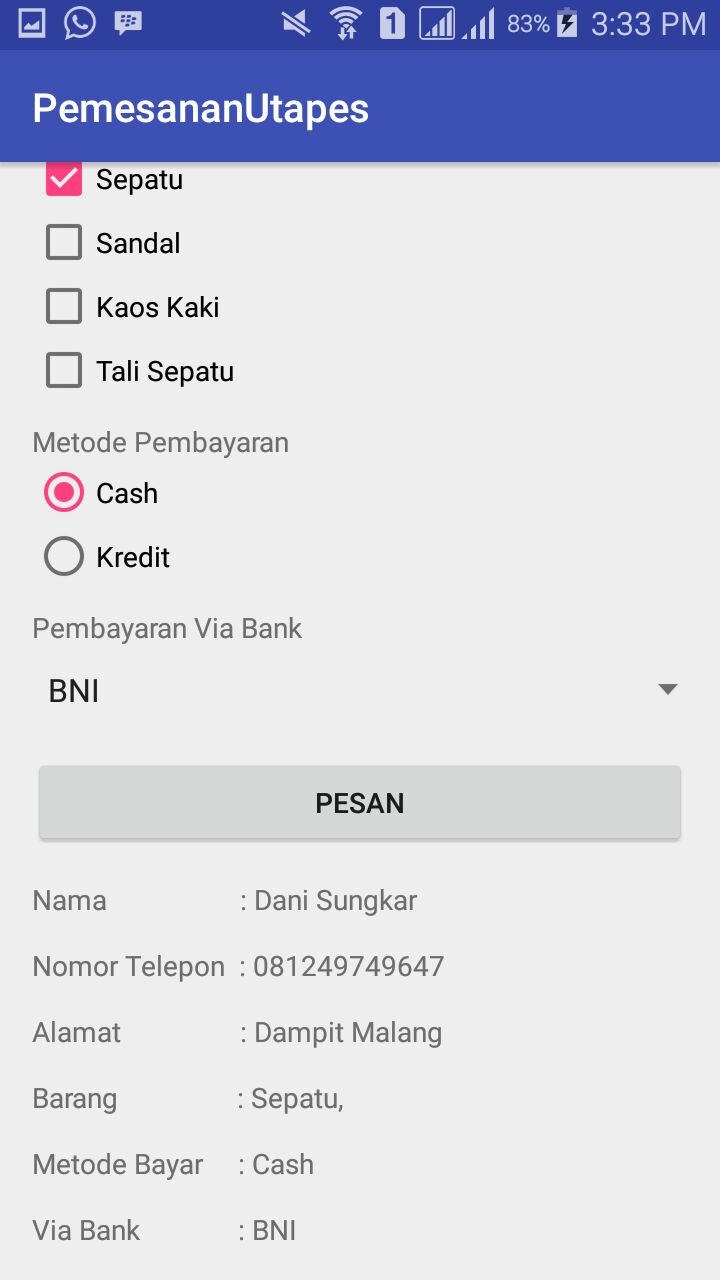 1 83% 3:33 PM
PemesananUtapes
Sepatu
Sandal
Kaos Kaki
Tali Sepatu
Metode Pembayaran
Cash
Kredit
Pembayaran Via Bank
BNI
PESAN
Nama : Dani Sungkar
Nomor Telepon : 081249749647
Alamat : Dampit Malang
Barang : Sepatu,
Metode Bayar : Cash
Via Bank : BNI